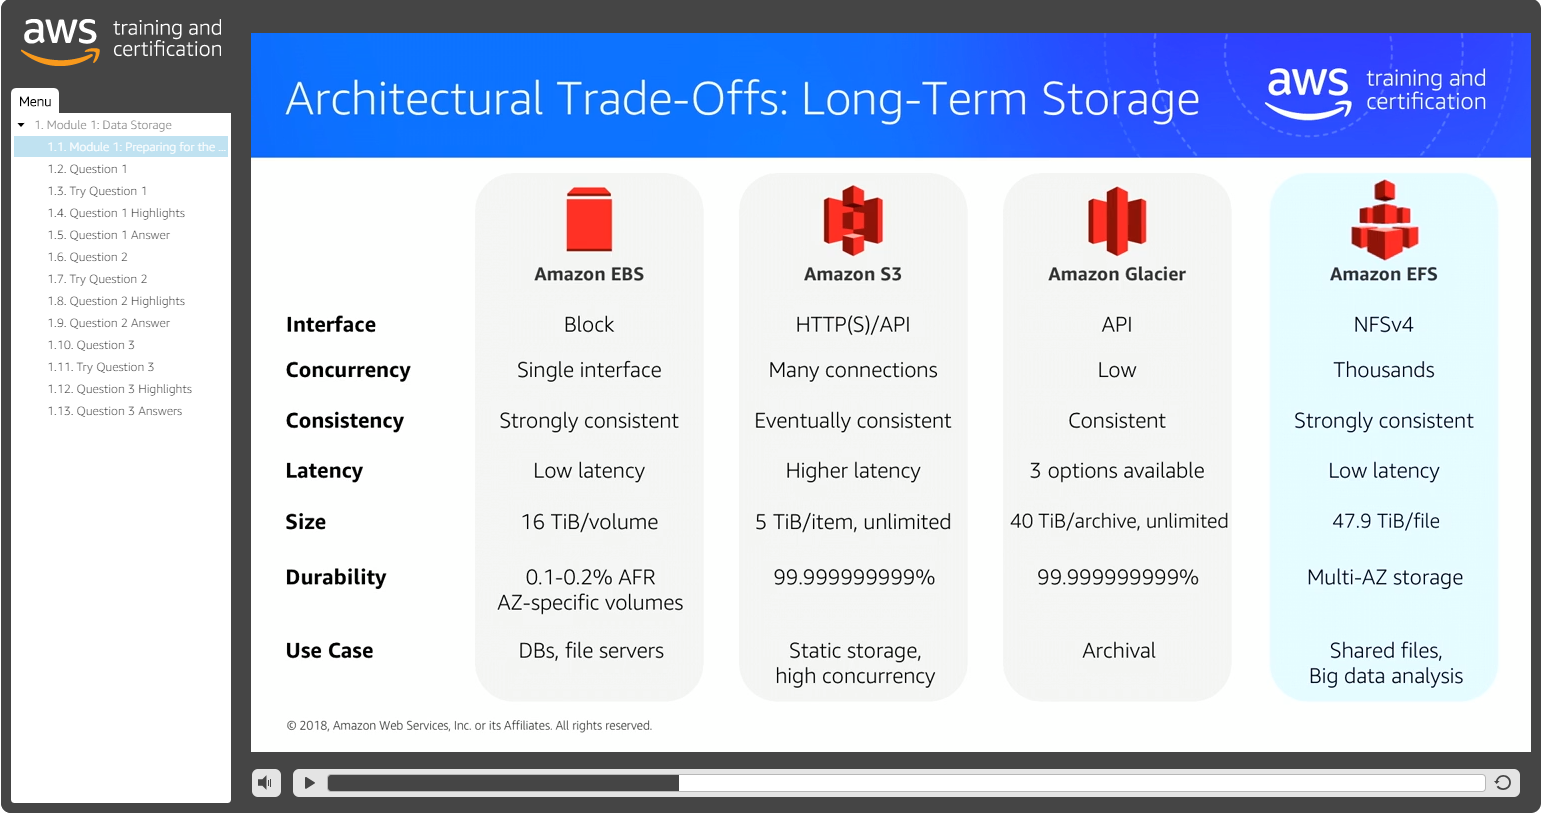 aws training and
certification
Menu
1. Module 1: Data Storage
1.1. Module 1: Preparing for the ...
1.2. Question 1
1.3. Try Question 1
1.4. Question 1 Highlights
1.5. Question 1 Answer
1.6. Question 2
1.7. Try Question 2
1.8. Question 2 Highlights
1.9. Question 2 Answer
1.10. Question 3
1.11. Try Question 3
1.12. Question 3 Highlights
1.13. Question 3 Answers
Architectural Trade-Offs: Long-Term Storage
aws training and
certification
Amazon EBS Amazon S3 Amazon Glacier Amazon EFS
Interface Block HTTP(S)/API API NFSv4
Concurrency Single interface Many connections Low Thousands
Consistency Strongly consistent Eventually consistent Consistent Strongly consistent
Latency Low latency Higher latency 3 options available Low latency
Size 16 TiB/volume 5 TiB/item, unlimited 40 TiB/archive, unlimited 47.9 TiB/file
Durability 0.1-0.2% AFR 99.999999999% 99.999999999% Multi-AZ storage
AZ-specific volumes
Use Case DBs, file servers Static storage, Archival Shared files,
high concurrency Big data analysis
© 2018, Amazon Web Services, Inc. or its Affiliates. All rights reserved.